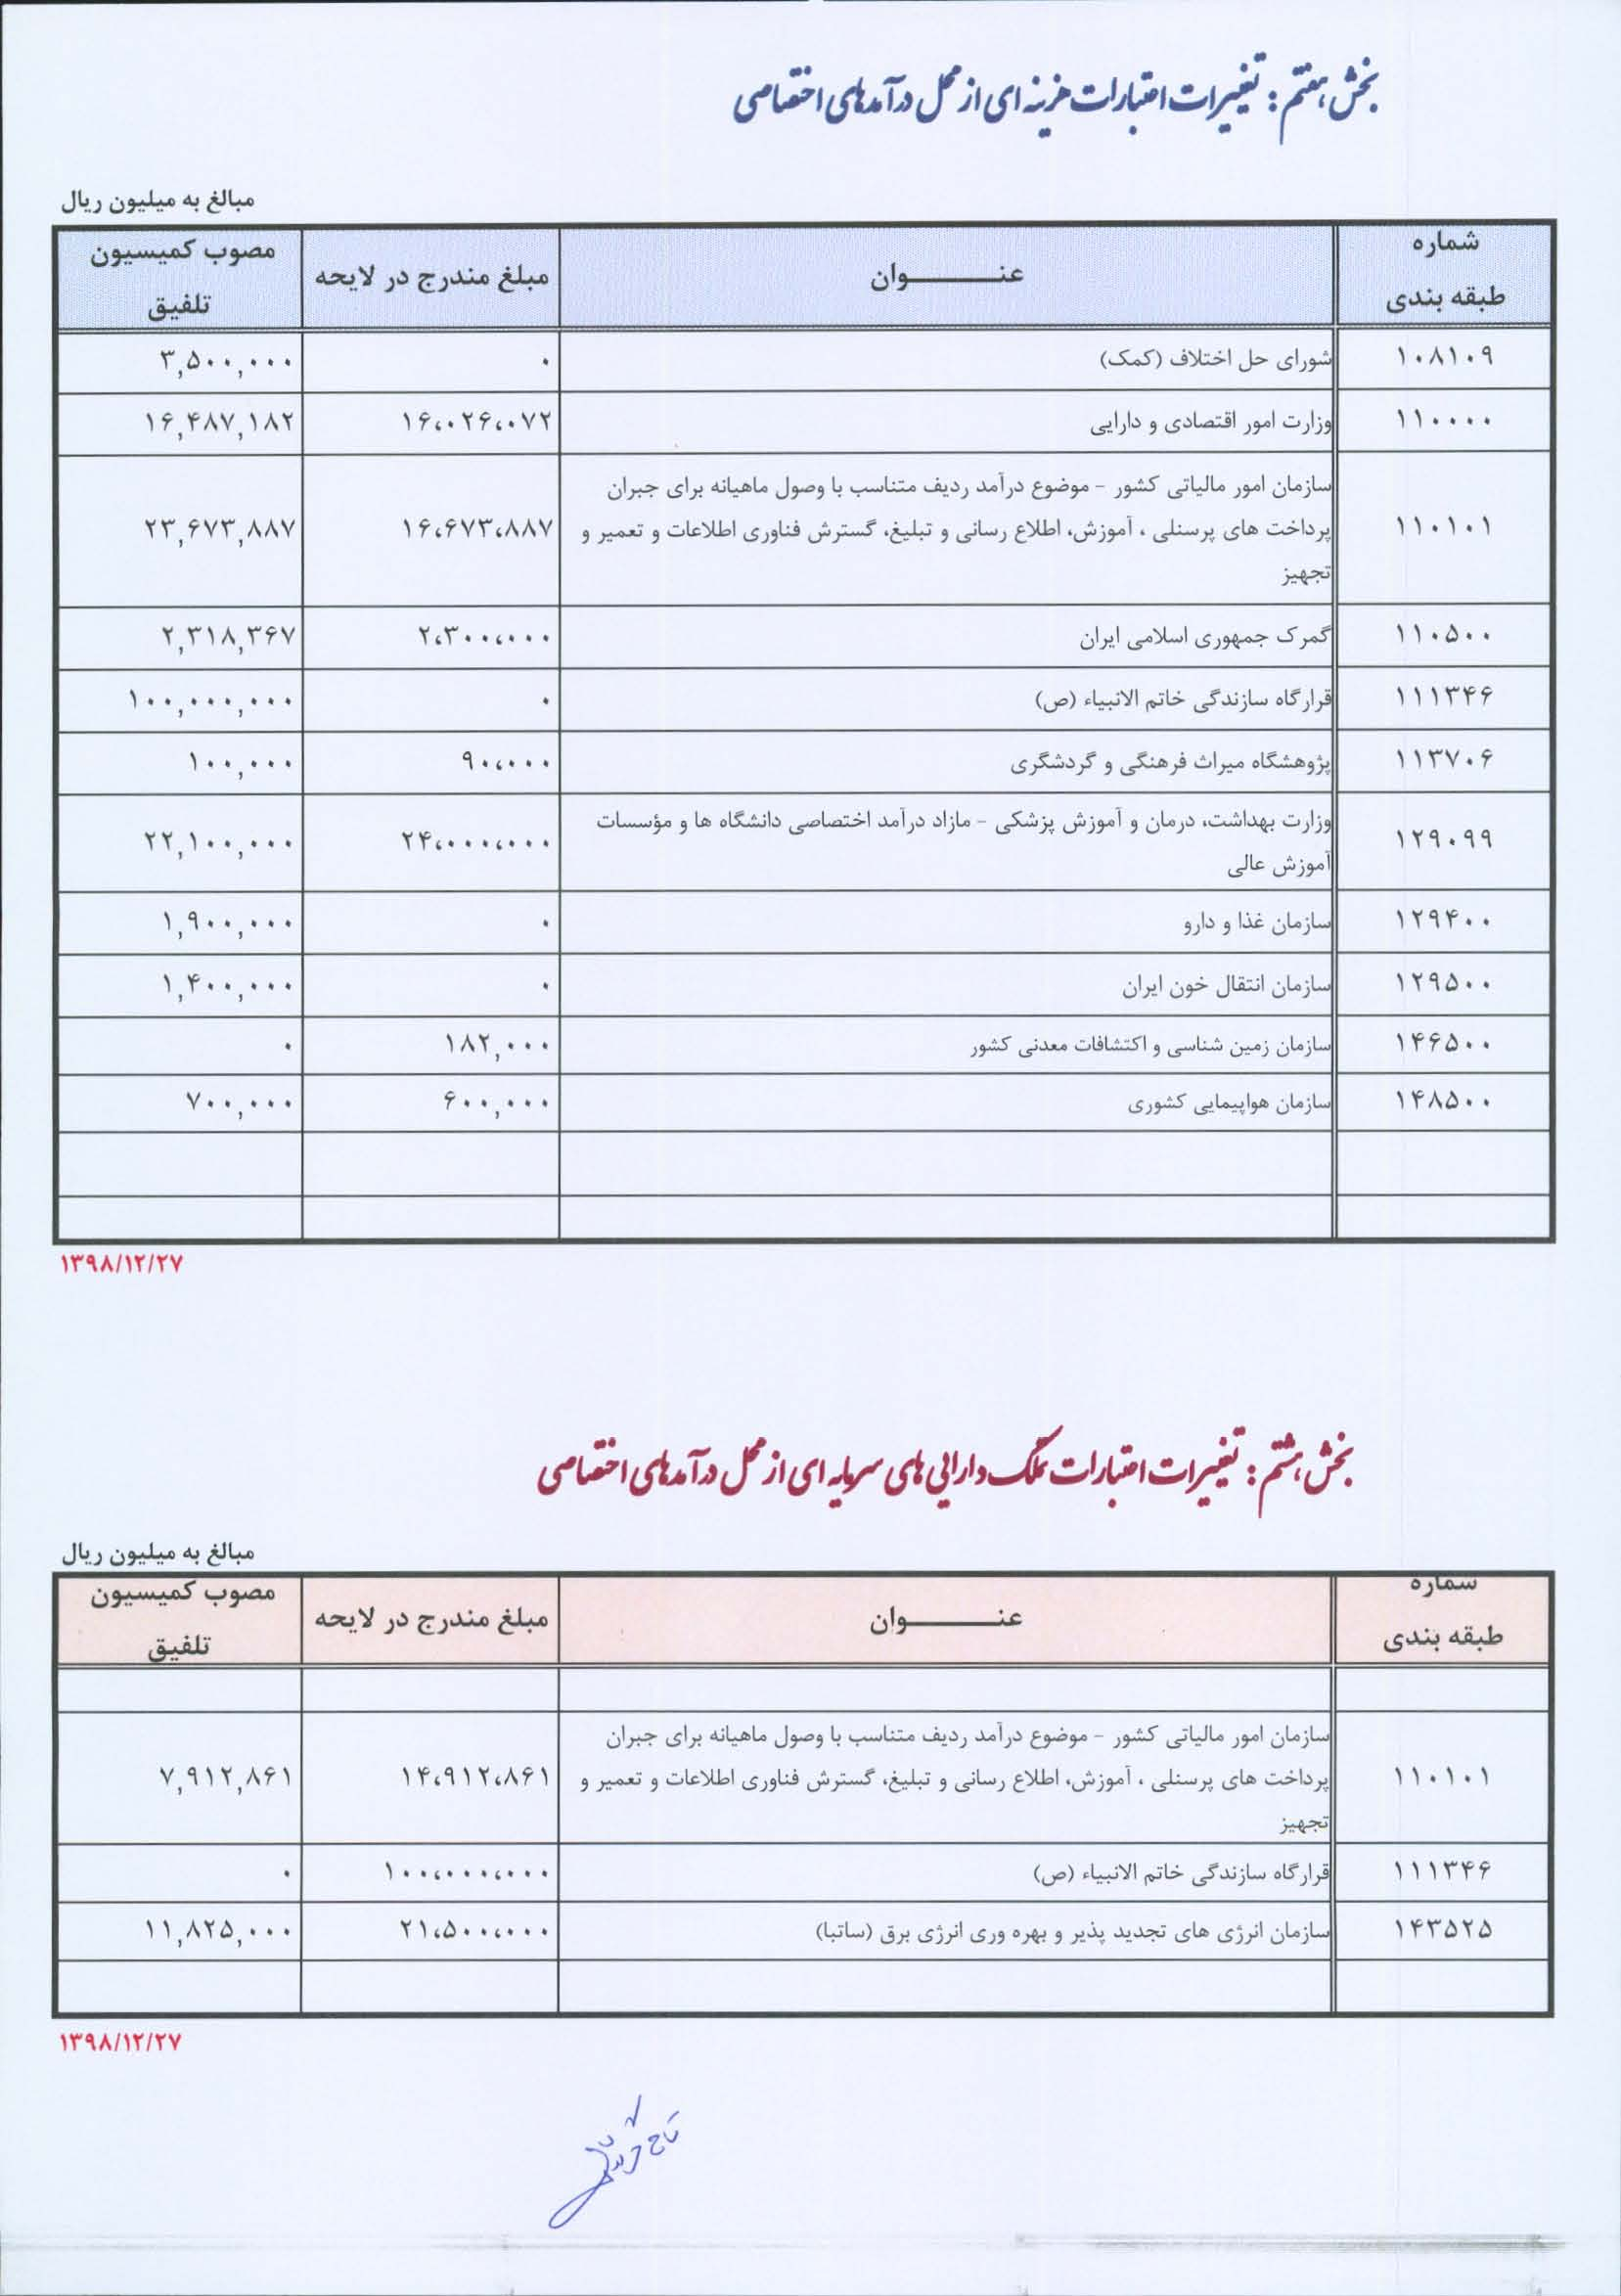 بخش هفتم : تغییرات اعتبارات هزینه ای از محل درآمدهای اختصاصی
مبالغ به میلیون ریال
شماره طبقه بندی عنـــــــوان مبلغ مندرج در لایحه مصوب کمیسیون تلفیق
۱۰۸۱۰۹ شورای حل اختلاف (کمک) ۰ ۳,۵۰۰,۰۰۰
۱۱۰۰۰۰ وزارت امور اقتصادی و دارایی ۱۶،۰۲۶،۰۷۲ ۱۶,۴۸۷,۱۸۲
۱۱۰۱۰۱ سازمان امور مالیاتی کشور - موضوع درآمد ردیف متناسب با وصول ماهیانه برای جبران
پرداخت های پرسنلی ، آموزش، اطلاع رسانی و تبلیغ، گسترش فناوری اطلاعات و تعمیر و
تجهیز ۱۶،۶۷۳،۸۸۷ ۲۳,۶۷۳,۸۸۷
۱۱۰۵۰۰ گمرک جمهوری اسلامی ایران ۲،۳۰۰،۰۰۰ ۲,۳۱۸,۳۶۷
۱۱۱۳۴۶ قرارگاه سازندگی خاتم الانبیاء (ص) ۰ ۱۰۰,۰۰۰,۰۰۰
۱۱۳۷۰۶ پژوهشگاه میراث فرهنگی و گردشگری ۹۰،۰۰۰ ۱۰۰,۰۰۰
۱۲۹۰۹۹ وزارت بهداشت، درمان و آموزش پزشکی - مازاد درآمد اختصاصی دانشگاه ها و مؤسسات
آموزش عالی ۲۴،۰۰۰،۰۰۰ ۲۲,۱۰۰,۰۰۰
۱۲۹۴۰۰ سازمان غذا و دارو ۰ ۱,۹۰۰,۰۰۰
۱۲۹۵۰۰ سازمان انتقال خون ایران ۰ ۱,۴۰۰,۰۰۰
۱۴۶۵۰۰ سازمان زمین شناسی و اکتشافات معدنی کشور ۱۸۲,۰۰۰ ۰
۱۴۸۵۰۰ سازمان هواپیمایی کشوری ۶۰۰,۰۰۰ ۷۰۰,۰۰۰
۱۳۹۸/۱۲/۲۷
بخش هشتم : تغییرات اعتبارات تملک دارایی های سرمایه ای از محل درآمدهای اختصاصی
مبالغ به میلیون ریال
شماره طبقه بندی عنـــــــوان مبلغ مندرج در لایحه مصوب کمیسیون تلفیق
۱۱۰۱۰۱ سازمان امور مالیاتی کشور - موضوع درآمد ردیف متناسب با وصول ماهیانه برای جبران
پرداخت های پرسنلی ، آموزش، اطلاع رسانی و تبلیغ، گسترش فناوری اطلاعات و تعمیر و
تجهیز ۱۴،۹۱۲،۸۶۱ ۷,۹۱۲,۸۶۱
۱۱۱۳۴۶ قرارگاه سازندگی خاتم الانبیاء (ص) ۱۰۰،۰۰۰،۰۰۰ ۰
۱۴۳۵۲۵ سازمان انرژی های تجدید پذیر و بهره وری انرژی برق (ساتبا) ۲۱،۵۰۰،۰۰۰ ۱۱,۸۲۵,۰۰۰
۱۳۹۸/۱۲/۲۷